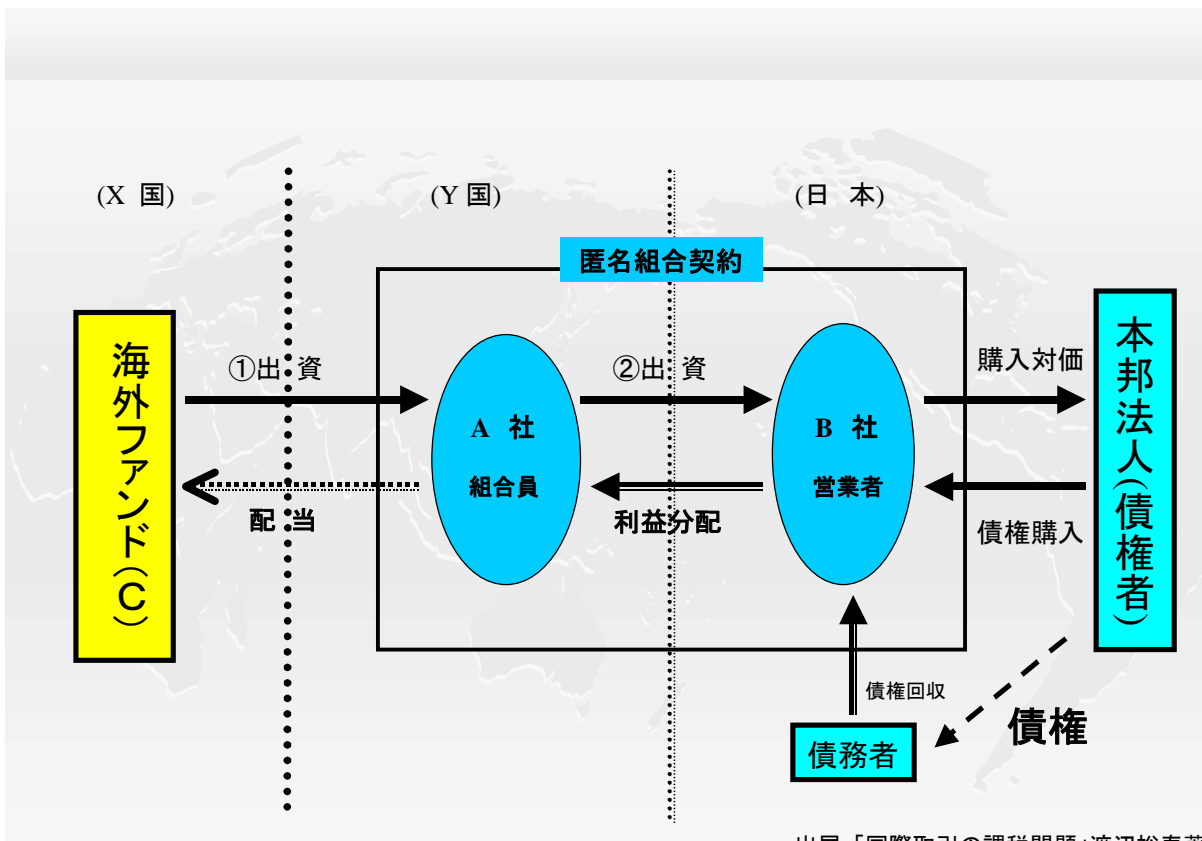 (X 国)
(Y 国)
(日 本)
匿名組合契約
海外ファンド(C)
①出 資
A 社
組合員
②出 資
B 社
営業者
購入対価
本邦法人(債権者)
配 当
利益分配
債権購入
債権回収
債権
債務者